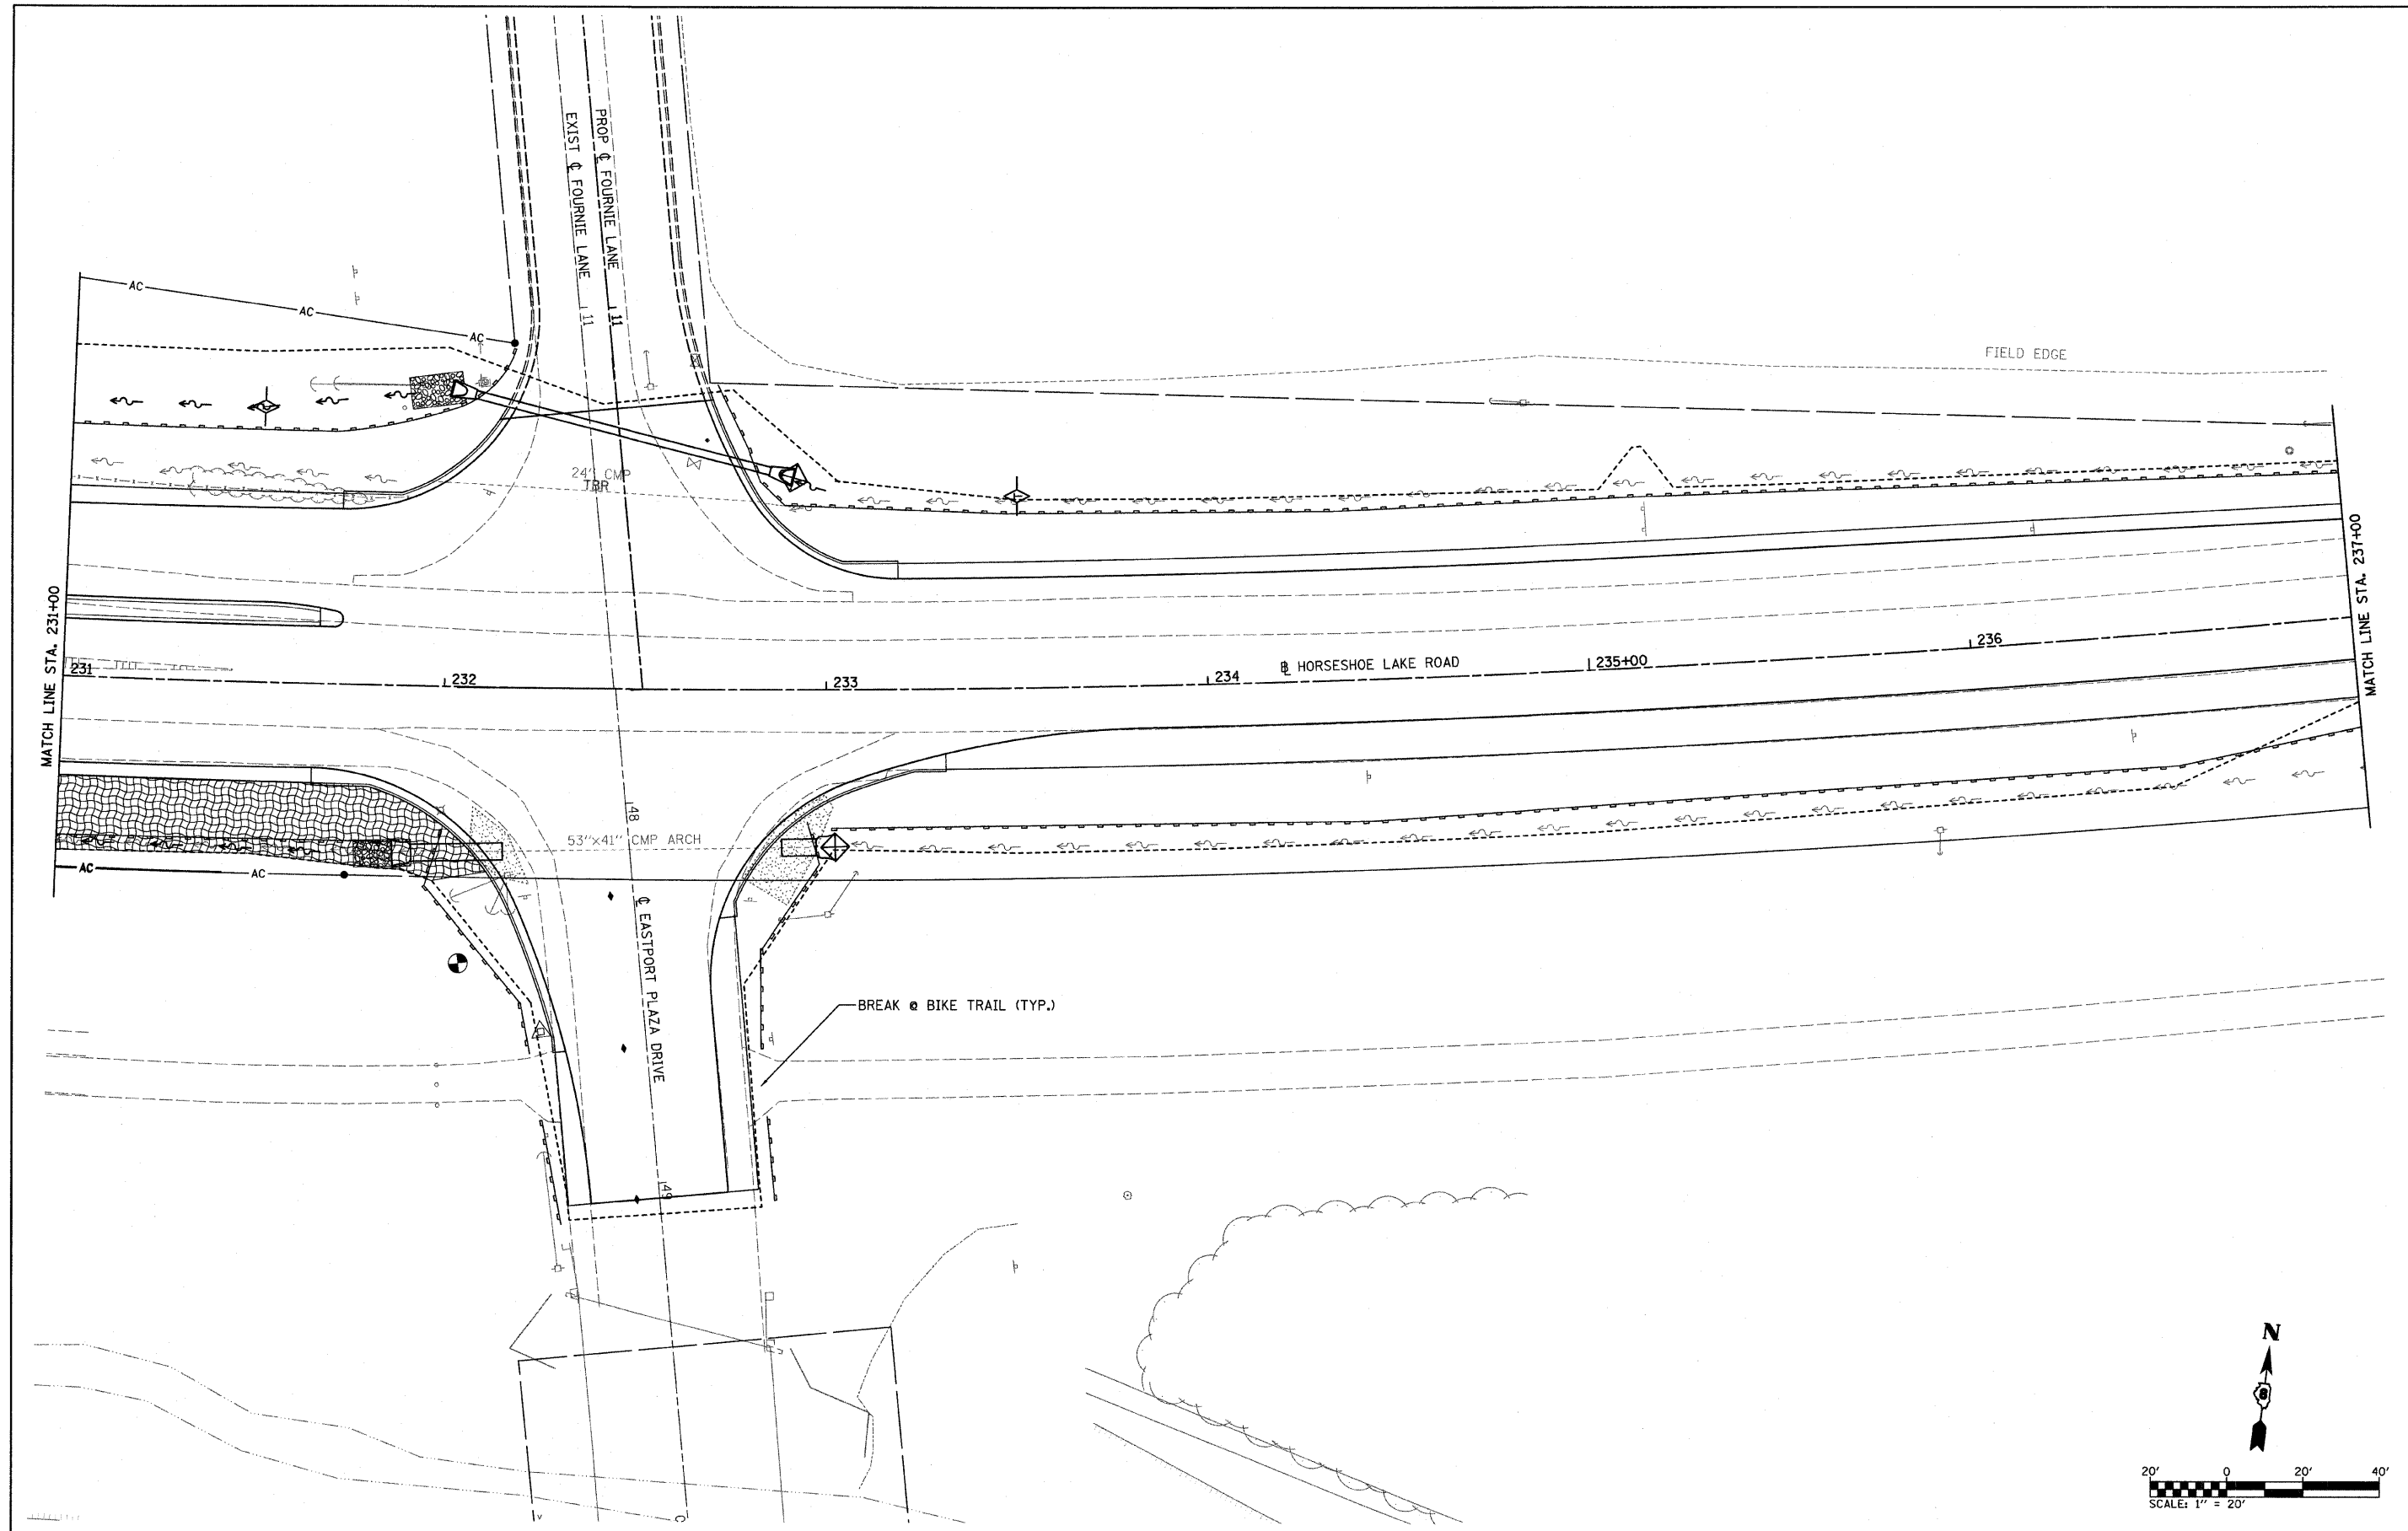 PROP ℄ FOURNIE LANE
EXIST ℄ FOURNIE LANE
11
11
AC
AC
AC
FIELD EDGE
24" CMP
TBR
MATCH LINE STA. 231+00
MATCH LINE STA. 237+00
231
232
233
234
HORSESHOE LAKE ROAD
235+00
236
48
53"x41" CMP ARCH
AC
AC
℄ EASTPORT PLAZA DRIVE
BREAK @ BIKE TRAIL (TYP.)
49
N
8
20' 0 20' 40'
SCALE: 1" = 20'